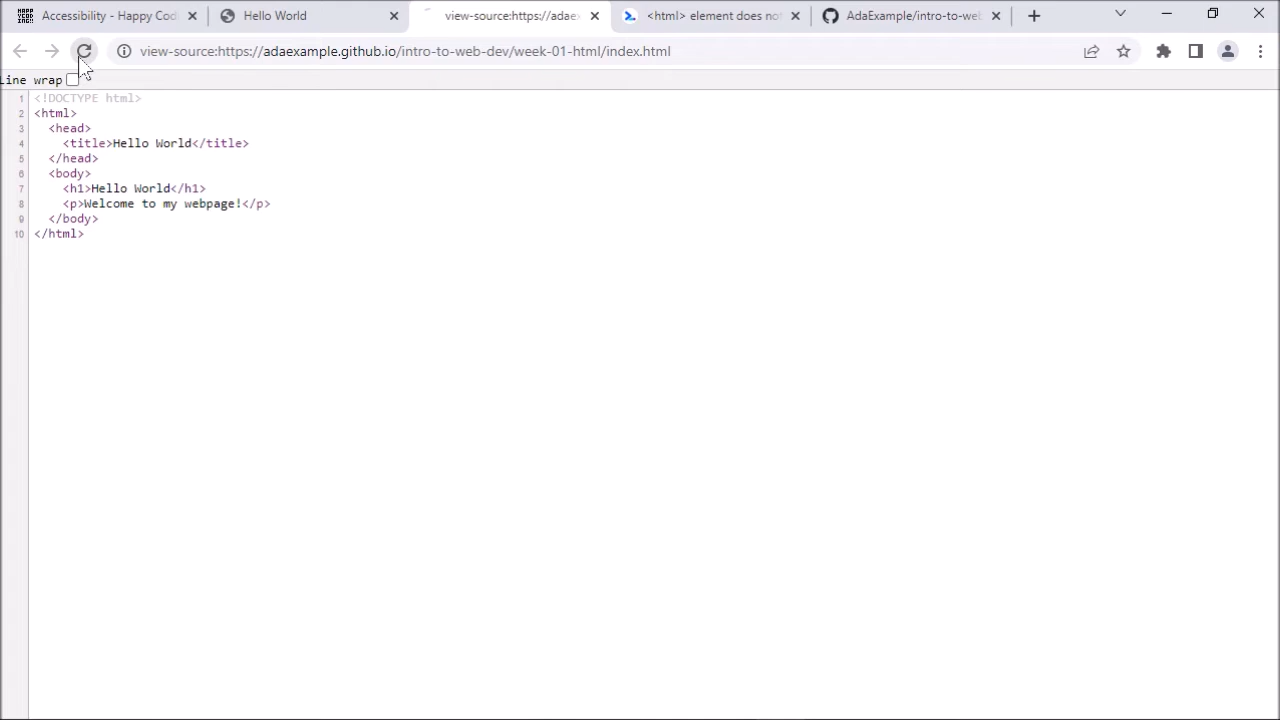 Accessibility - Happy Codi
Hello World
view-source:https://adaex
<html> element does no
AdaExample/intro-to-we
view-source:https://adaexample.github.io/intro-to-web-dev/week-01-html/index.html
Line wrap
1 <!DOCTYPE html>
2 <html>
3 <head>
4 <title>Hello World</title>
5 </head>
6 <body>
7 <h1>Hello World</h1>
8 <p>Welcome to my webpage!</p>
9 </body>
10 </html>